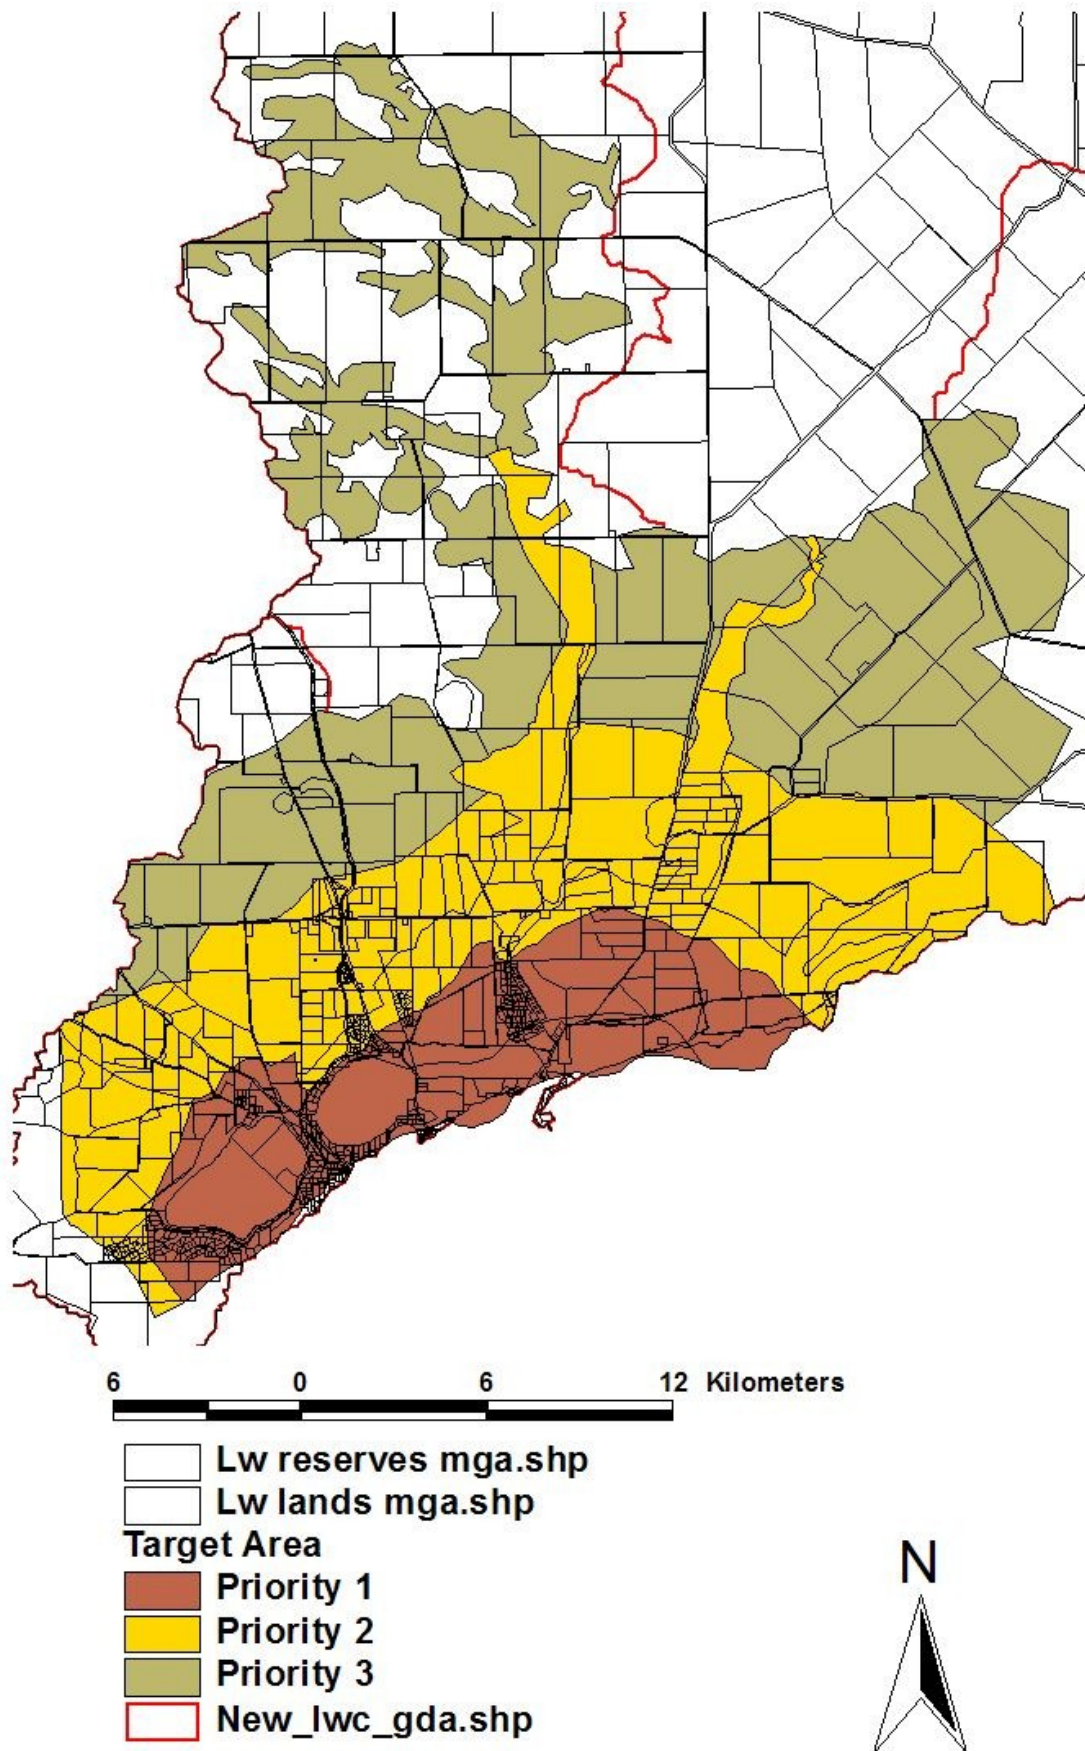 6 0 6 12 Kilometers
Lw reserves mga.shp
Lw lands mga.shp
Target Area
Priority 1
Priority 2
Priority 3
New_lwc_gda.shp
N